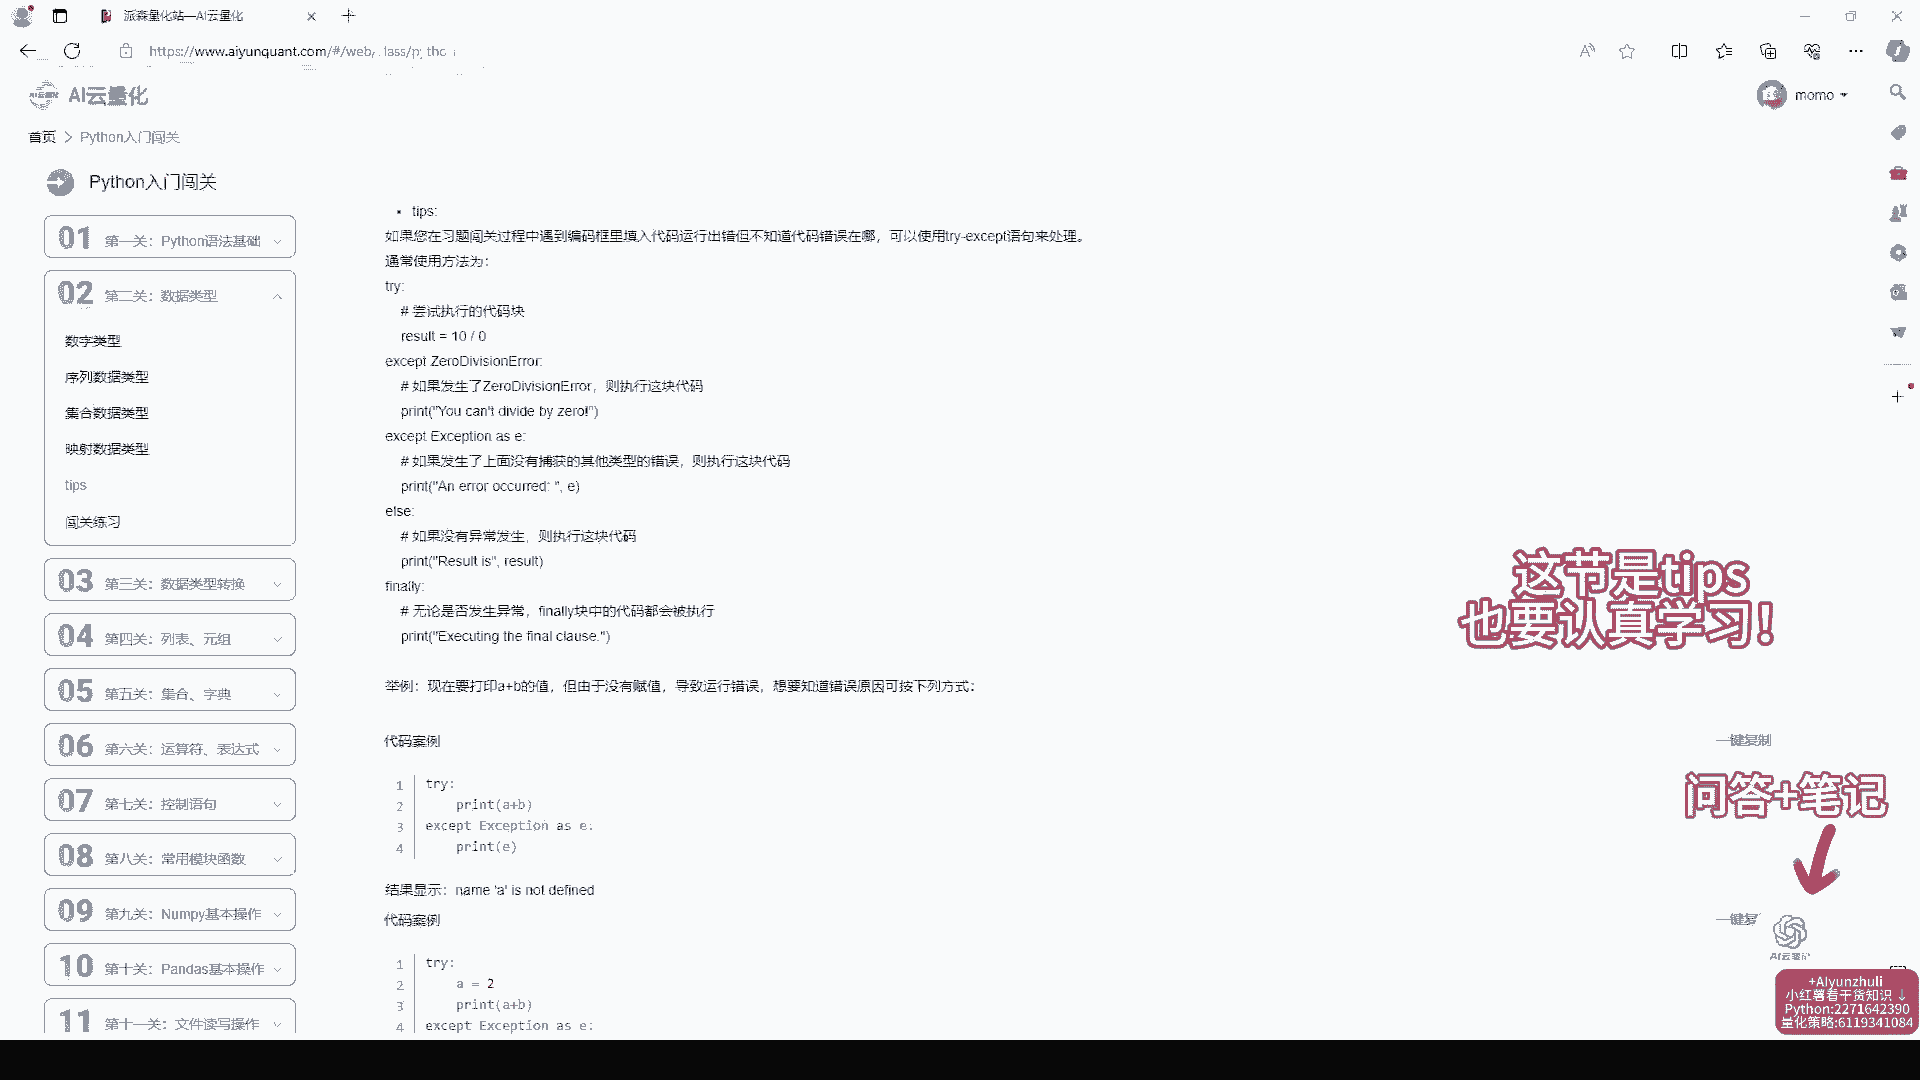 派森量化站—AI云量化
https://www.aiyunquant.com/#/web
AI云量化
momo
首页 > Python入门闯关
Python入门闯关
01 第一关：Python语法基础
02 第二关：数据类型
数字类型
序列数据类型
集合数据类型
映射数据类型
tips
闯关练习
03 第三关：数据类型转换
04 第四关：列表、元组
05 第五关：集合、字典
06 第六关：运算符、表达式
07 第七关：控制语句
08 第八关：常用模块函数
09 第九关：Numpy基本操作
10 第十关：Pandas基本操作
11 第十一关：文件读写操作
• tips:
如果您在习题闯关过程中遇到编码框里填入代码运行出错但不知道代码错误在哪，可以使用try-except语句来处理。
通常使用方法为：
try:
# 尝试执行的代码块
result = 10 / 0
except ZeroDivisionError:
# 如果发生了ZeroDivisionError，则执行这块代码
print("You can't divide by zero!")
except Exception as e:
# 如果发生了上面没有捕获的其他类型的错误，则执行这块代码
print("An error occurred: ", e)
else:
# 如果没有异常发生，则执行这块代码
print("Result is", result)
finally:
# 无论是否发生异常，finally块中的代码都会被执行
print("Executing the final clause.")
举例：现在要打印a+b的值，但由于没有赋值，导致运行错误，想要知道错误原因可按下列方式：
代码案例
一键复制
1 try:
2 print(a+b)
3 except Exception as e:
4 print(e)
结果显示：name 'a' is not defined
代码案例
一键复
1 try:
2 a = 2
3 print(a+b)
4 except Exception as e:
这节是tips
也要认真学习！
问答+笔记
AI云笔记
+AIyunzhuli
小红薯看干货知识 ↓
Python:2271642390
量化策略:6119341084